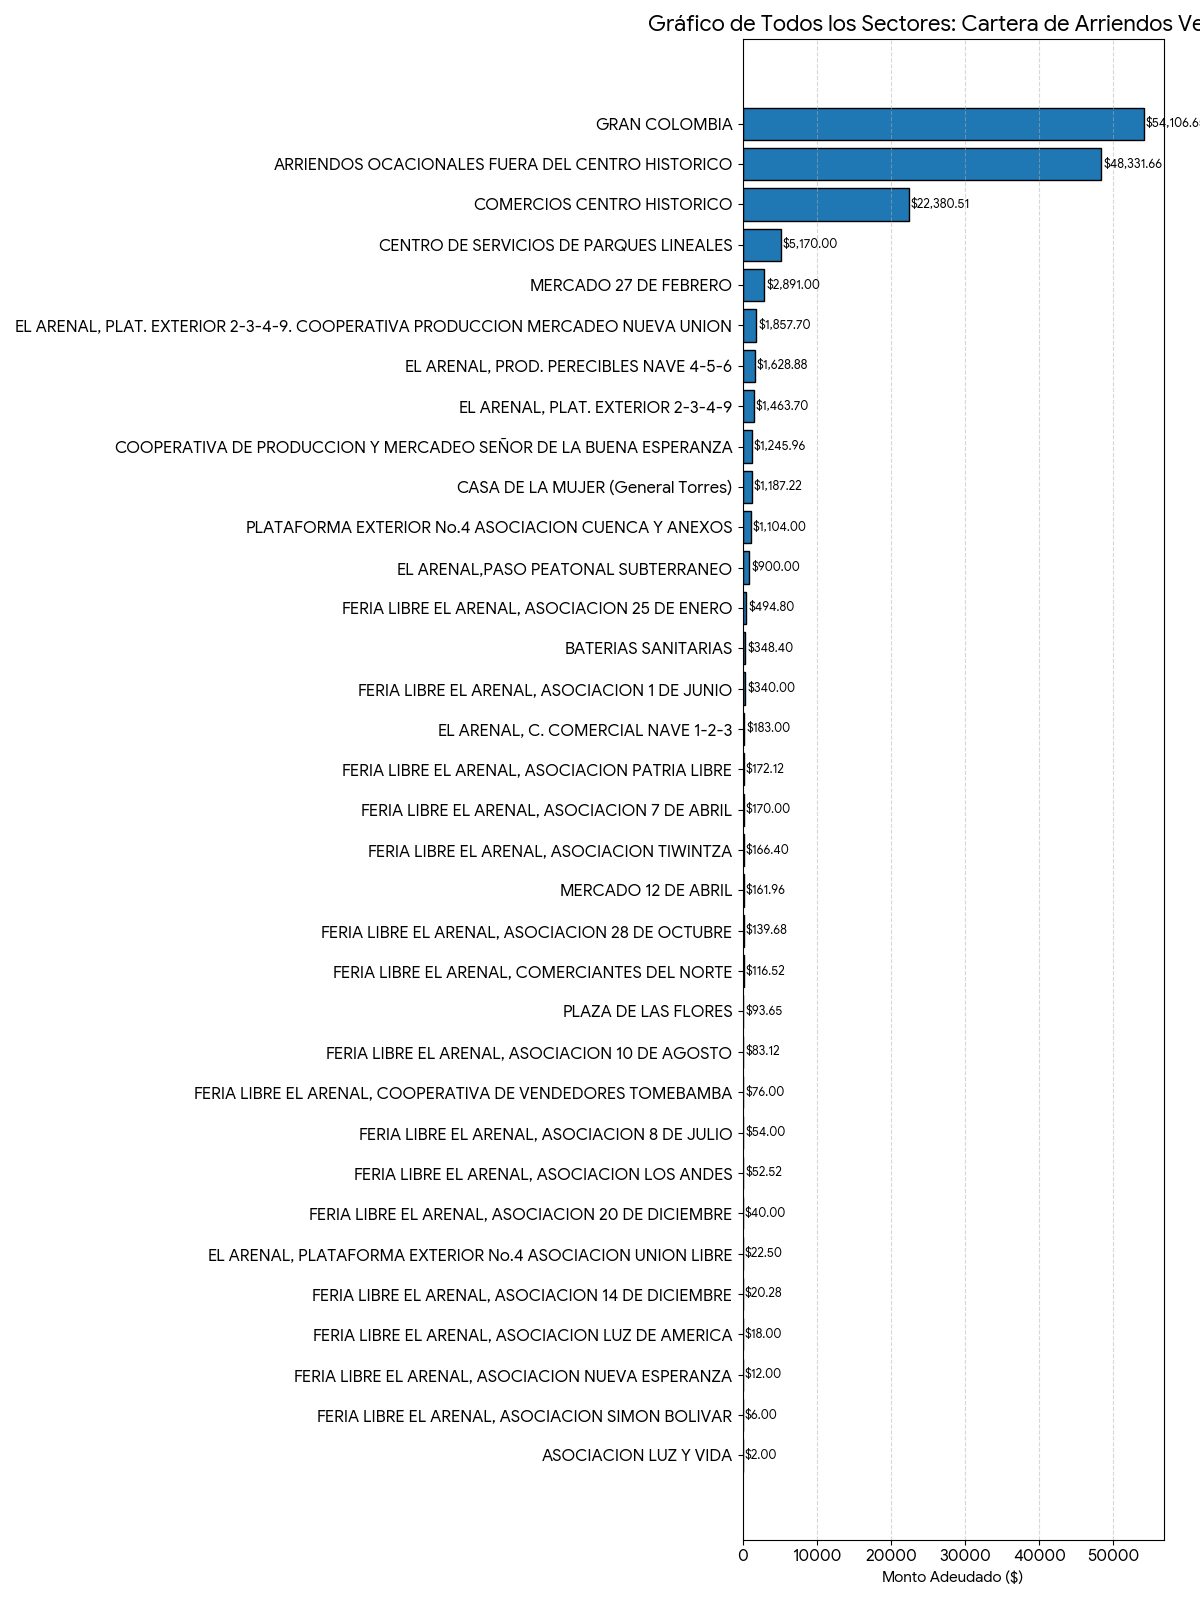 Gráfico de Todos los Sectores: Cartera de Arriendos
GRAN COLOMBIA $54,106.6
ARRIENDOS OCACIONALES FUERA DEL CENTRO HISTORICO $48,331.66
COMERCIOS CENTRO HISTORICO $22,380.51
CENTRO DE SERVICIOS DE PARQUES LINEALES $5,170.00
MERCADO 27 DE FEBRERO $2,891.00
EL ARENAL, PLAT. EXTERIOR 2-3-4-9. COOPERATIVA PRODUCCION MERCADEO NUEVA UNION $1,857.70
EL ARENAL, PROD. PERECIBLES NAVE 4-5-6 $1,628.88
EL ARENAL, PLAT. EXTERIOR 2-3-4-9 $1,463.70
COOPERATIVA DE PRODUCCION Y MERCADEO SEÑOR DE LA BUENA ESPERANZA $1,245.96
CASA DE LA MUJER (General Torres) $1,187.22
PLATAFORMA EXTERIOR No.4 ASOCIACION CUENCA Y ANEXOS $1,104.00
EL ARENAL,PASO PEATONAL SUBTERRANEO $900.00
FERIA LIBRE EL ARENAL, ASOCIACION 25 DE ENERO $494.80
BATERIAS SANITARIAS $348.40
FERIA LIBRE EL ARENAL, ASOCIACION 1 DE JUNIO $340.00
EL ARENAL, C. COMERCIAL NAVE 1-2-3 $183.00
FERIA LIBRE EL ARENAL, ASOCIACION PATRIA LIBRE $172.12
FERIA LIBRE EL ARENAL, ASOCIACION 7 DE ABRIL $170.00
FERIA LIBRE EL ARENAL, ASOCIACION TIWINTZA $166.40
MERCADO 12 DE ABRIL $161.96
FERIA LIBRE EL ARENAL, ASOCIACION 28 DE OCTUBRE $139.68
FERIA LIBRE EL ARENAL, COMERCIANTES DEL NORTE $116.52
PLAZA DE LAS FLORES $93.65
FERIA LIBRE EL ARENAL, ASOCIACION 10 DE AGOSTO $83.12
FERIA LIBRE EL ARENAL, COOPERATIVA DE VENDEDORES TOMEBAMBA $76.00
FERIA LIBRE EL ARENAL, ASOCIACION 8 DE JULIO $54.00
FERIA LIBRE EL ARENAL, ASOCIACION LOS ANDES $52.52
FERIA LIBRE EL ARENAL, ASOCIACION 20 DE DICIEMBRE $40.00
EL ARENAL, PLATAFORMA EXTERIOR No.4 ASOCIACION UNION LIBRE $22.50
FERIA LIBRE EL ARENAL, ASOCIACION 14 DE DICIEMBRE $20.28
FERIA LIBRE EL ARENAL, ASOCIACION LUZ DE AMERICA $18.00
FERIA LIBRE EL ARENAL, ASOCIACION NUEVA ESPERANZA $12.00
FERIA LIBRE EL ARENAL, ASOCIACION SIMON BOLIVAR $6.00
ASOCIACION LUZ Y VIDA $2.00
0 10000 20000 30000 40000 50000
Monto Adeudado ($)